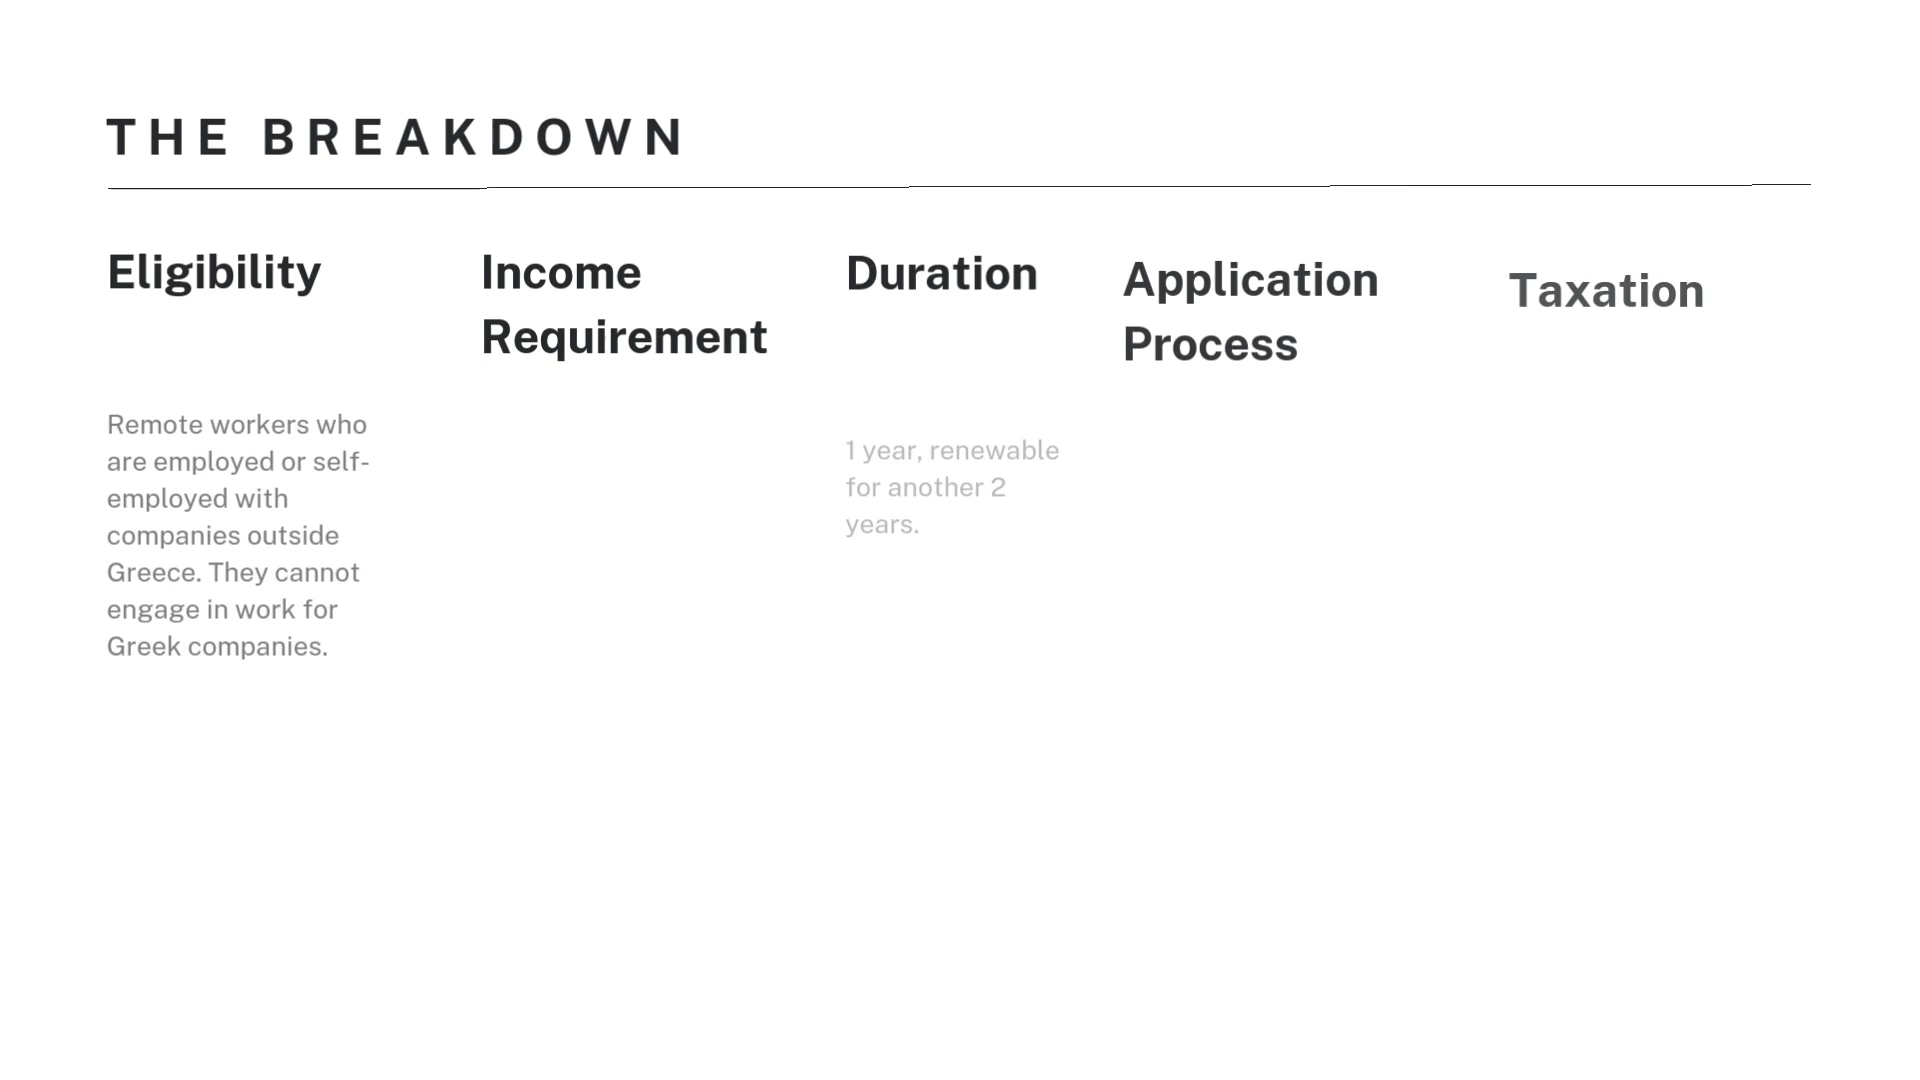 THE BREAKDOWN
Eligibility
Income
Requirement
Duration
Application
Process
Taxation
Remote workers who
are employed or self-
employed with
companies outside
Greece. They cannot
engage in work for
Greek companies.
1 year, renewable
for another 2
years.